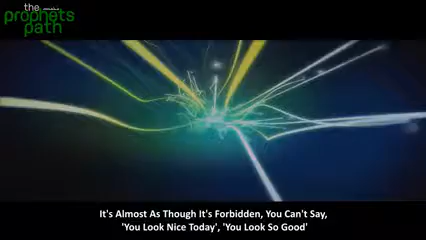 the
prophets
path
It's Almost As Though It's Forbidden, You Can't Say,
'You Look Nice Today', 'You Look So Good'